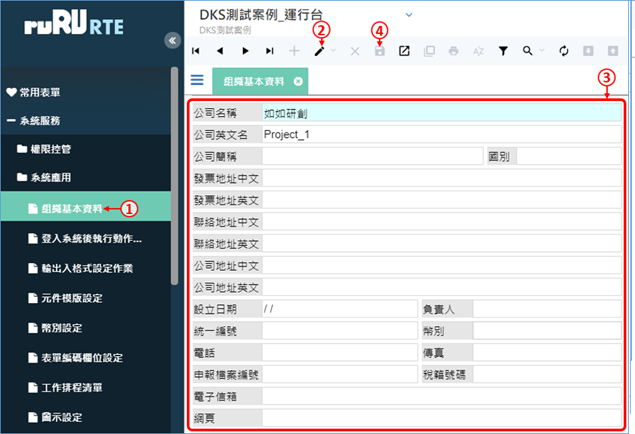 ruRU RTE
DKS測試案例_運行台
DKS測試案例
②
④
常用表單
系統服務
權限控管
系統應用
組織基本資料
①
登入系統後執行動作...
輸出入格式設定作業
元件模版設定
幣別設定
表單編碼欄位設定
工作排程清單
圖示設定
組織基本資料
③
公司名稱 如如研創
公司英文名 Project_1
公司簡稱 國別
發票地址中文
發票地址英文
聯絡地址中文
聯絡地址英文
公司地址中文
公司地址英文
設立日期 / / 負責人
統一編號 幣別
電話 傳真
申報檔案編號 稅籍號碼
電子信箱
網頁